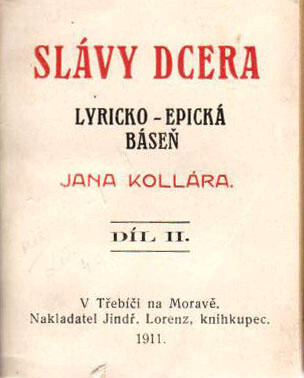 SLÁVY DCERA
LYRICKO - EPICKÁ
BÁSEŇ
JANA KOLLÁRA.
DÍL II.
V Třebíči na Moravě.
Nakladatel Jindř. Lorenz, knihkupec.
1911.